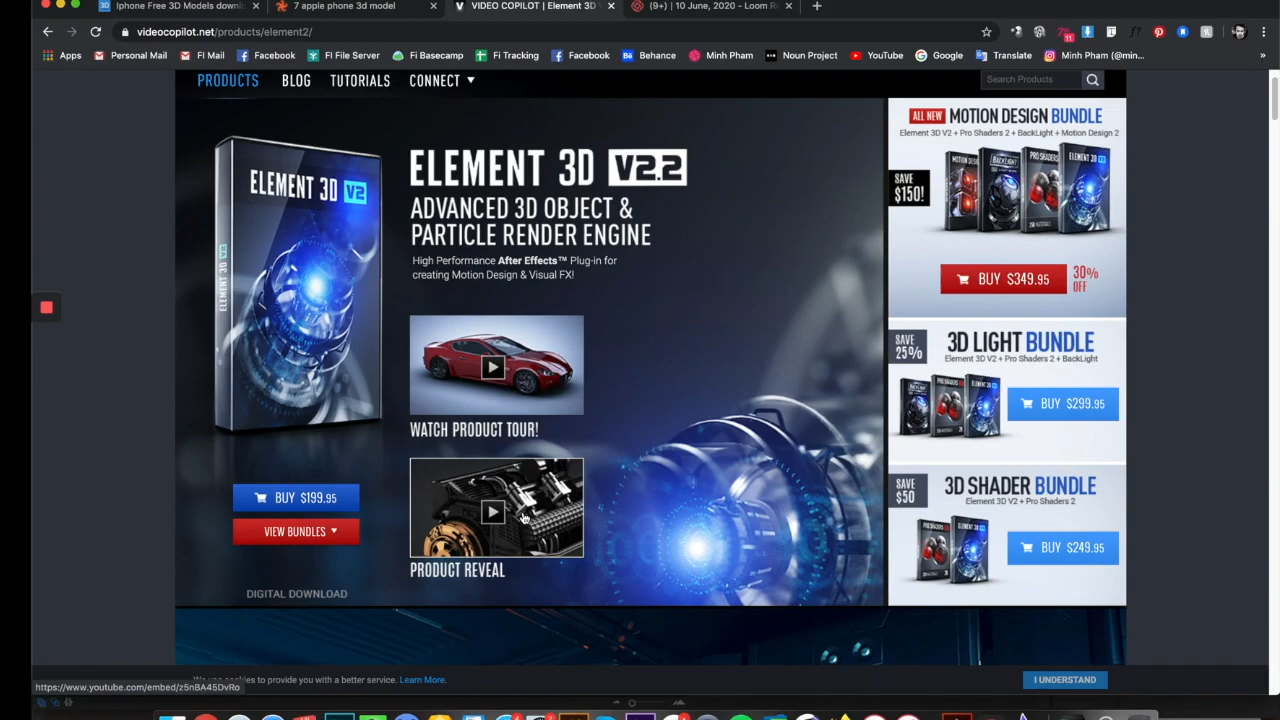 Iphone Free 3D Models downl
7 apple phone 3d model
VIDEO COPILOT | Element 3D
(9+) | 10 June, 2020 - Loom R
videocopilot.net/products/element2/
11
Apps
Personal Mail
FI Mail
Facebook
FI File Server
Fi Basecamp
Fi Tracking
Facebook
Behance
Minh Pham
Noun Project
YouTube
Google
Translate
Minh Pham (@min...
PRODUCTS
BLOG
TUTORIALS
CONNECT
Search Products
ELEMENT 3D V2
ELEMENT 3D V2.2
ADVANCED 3D OBJECT &
PARTICLE RENDER ENGINE
High Performance After Effects™ Plug-in for
creating Motion Design & Visual FX!
WATCH PRODUCT TOUR!
PRODUCT REVEAL
BUY $199.95
VIEW BUNDLES
DIGITAL DOWNLOAD
ALL NEW MOTION DESIGN BUNDLE
Element 3D V2 + Pro Shaders 2 + BackLight + Motion Design 2
SAVE
$150!
BUY $349.95
30%
OFF
SAVE
25%
3D LIGHT BUNDLE
Element 3D V2 + Pro Shaders 2 + BackLight
BUY $299.95
SAVE
$50
3D SHADER BUNDLE
Element 3D V2 + Pro Shaders 2
BUY $249.95
We use cookies to provide you with a better service. Learn More.
I UNDERSTAND
https://www.youtube.com/embed/z5nBA45DvRo